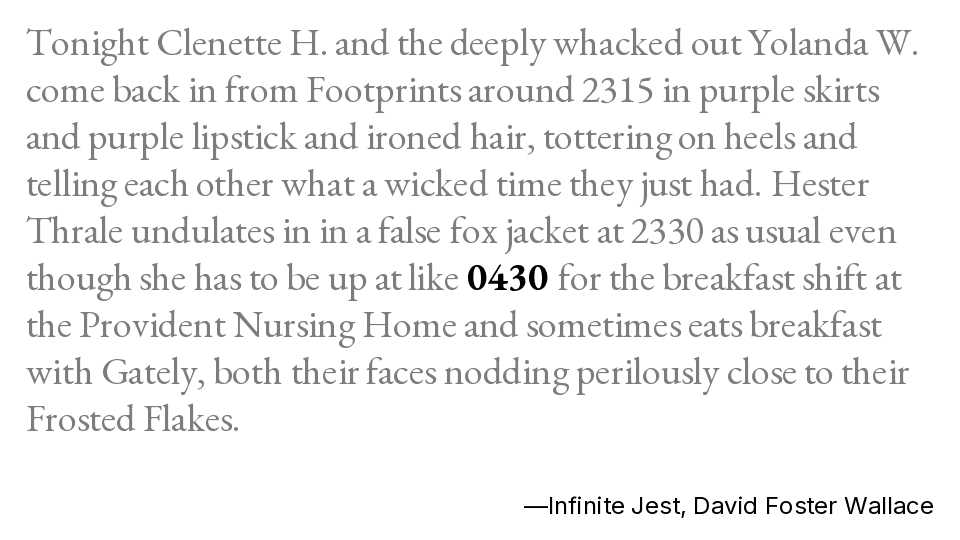 Tonight Clenette H. and the deeply whacked out Yolanda W.
come back in from Footprints around 2315 in purple skirts
and purple lipstick and ironed hair, tottering on heels and
telling each other what a wicked time they just had. Hester
Thrale undulates in in a false fox jacket at 2330 as usual even
though she has to be up at like 0430 for the breakfast shift at
the Provident Nursing Home and sometimes eats breakfast
with Gately, both their faces nodding perilously close to their
Frosted Flakes.
—Infinite Jest, David Foster Wallace